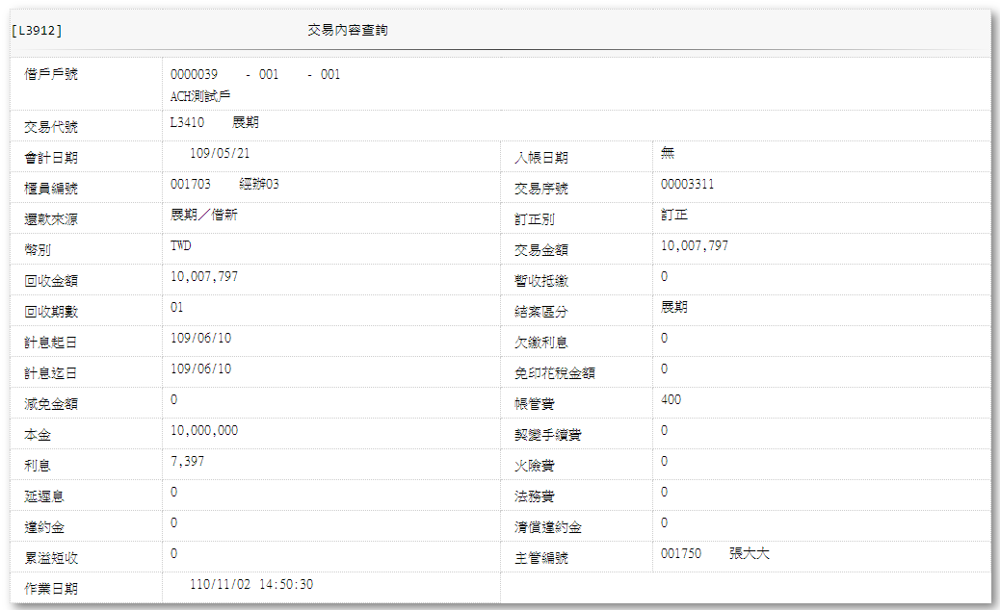 [L3912] 交易內容查詢
借戶戶號 0000039 - 001 - 001
ACH測試戶
交易代號 L3410 展期
會計日期 109/05/21 入帳日期 無
櫃員編號 001703 經辦03 交易序號 00003311
還款來源 展期／借新 訂正別 訂正
幣別 TWD 交易金額 10,007,797
回收金額 10,007,797 暫收抵繳 0
回收期數 01 結案區分 展期
計息起日 109/06/10 欠繳利息 0
計息迄日 109/06/10 免印花稅金額 0
減免金額 0 帳管費 400
本金 10,000,000 契變手續費 0
利息 7,397 火險費 0
延遲息 0 法務費 0
違約金 0 清償違約金 0
累溢短收 0 主管編號 001750 張大大
作業日期 110/11/02 14:50:30